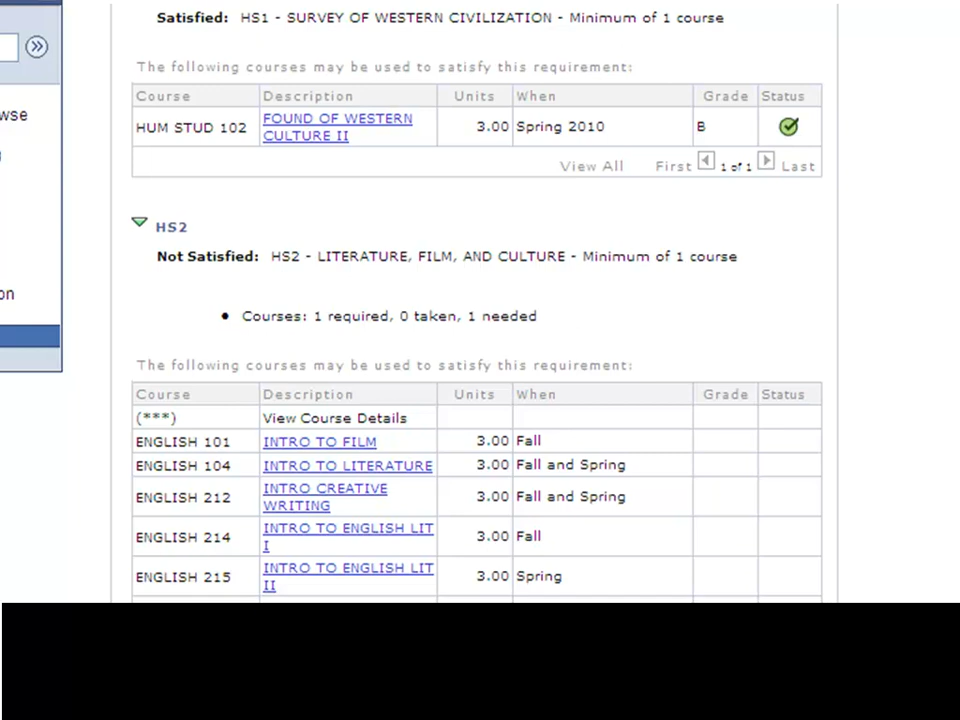 Satisfied: HS1 - SURVEY OF WESTERN CIVILIZATION - Minimum of 1 course
The following courses may be used to satisfy this requirement:
Course Description Units When Grade Status
HUM STUD 102 FOUND OF WESTERN CULTURE II 3.00 Spring 2010 B
View All First 1 of 1 Last
HS2
Not Satisfied: HS2 - LITERATURE, FILM, AND CULTURE - Minimum of 1 course
• Courses: 1 required, 0 taken, 1 needed
The following courses may be used to satisfy this requirement:
Course Description Units When Grade Status
(***) View Course Details
ENGLISH 101 INTRO TO FILM 3.00 Fall
ENGLISH 104 INTRO TO LITERATURE 3.00 Fall and Spring
ENGLISH 212 INTRO CREATIVE WRITING 3.00 Fall and Spring
ENGLISH 214 INTRO TO ENGLISH LIT I 3.00 Fall
ENGLISH 215 INTRO TO ENGLISH LIT II 3.00 Spring